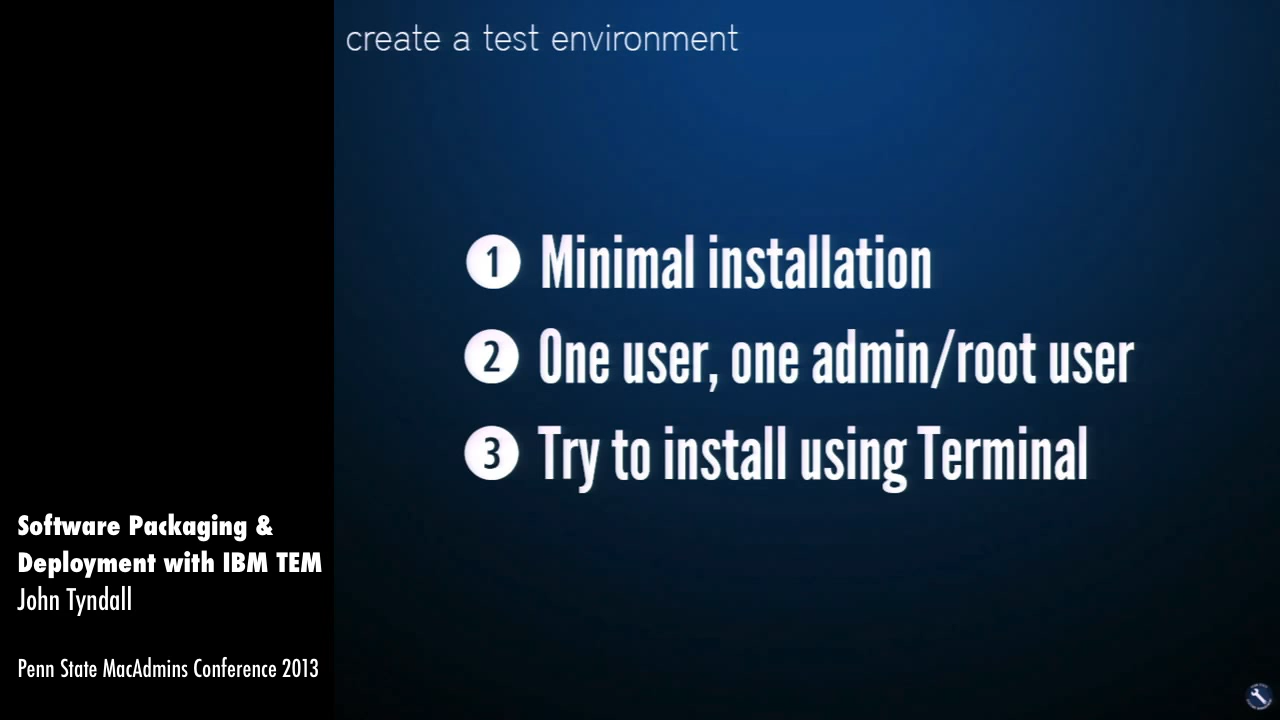 create a test environment
1 Minimal installation
2 One user, one admin/root user
3 Try to install using Terminal
Software Packaging &
Deployment with IBM TEM
John Tyndall
Penn State MacAdmins Conference 2013